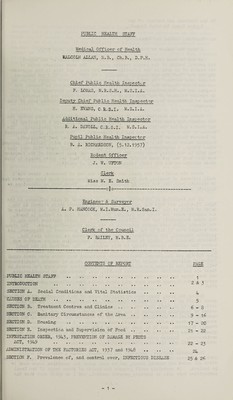 PUBLIC HEALTH STAFF
Medical Officer of Health
MALCOLM ALLAN, M.B., Ch.B., D.P.H.
Chief Public Health Inspector
Deputy Chief Public Health Inspector
R. EVANS, C.R.S.I. M.S.I.A.
Additional Public Health Inspector
C.R.S.I. M.S.I.A.
Pupil Public Health Inspector
RICHARDSON, (5.12.1957)
Rodent Officer
J. W. UPTON
Clerk
Miss Smith
Engineer & Surveyor
A. P. HANCOCK, M.I.Mun.E., M.R.San.I.
Clerk of the Council
F. BAILEY,
CONTENTS OF REPORT PAGE
PUBLIC HEALTH STAFF .. .. 1
INTRODUCTION .. .. 2 & 3
SECTION A. Social Conditions and Vital Statistics .. .. 4
CAUSES OF DEATH .. .. 5
SECTION B. Treatment Centres and Clinics .. .. 6 - 8
SECTION C. Sanitary Circumstances of the Area .. .. 9 - 16
SECTION D. Housing .. .. 17 - 20
SECTION E. Inspection and Supervision of Food .. .. 21 - 22
INFESTATION ORDER, 1943, PREVENTION OF DAMAGE BY PESTS
ACT, 1949 .. .. 22 - 23
ADMINISTRATION OF THE FACTORIES ACT, 1937 and 1948 .. .. 24
SECTION F. Prevalence of, and control over, INFECTIOUS DISEASE 25 & 26
- 1 -